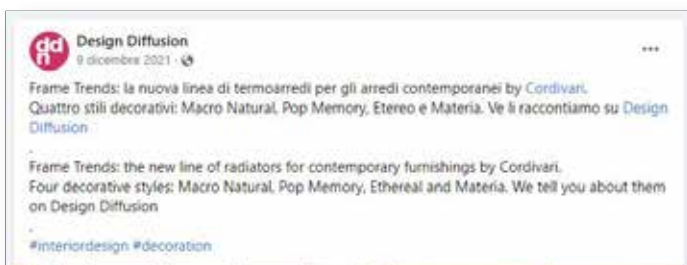 ddn
Design Diffusion
9 dicembre 2021 ·
Frame Trends: la nuova linea di termoarredi per gli arredi contemporanei by Cordivari.
Quattro stili decorativi: Macro Natural, Pop Memory, Etereo e Materia. Ve li raccontiamo su Design
Diffusion
.
Frame Trends: the new line of radiators for contemporary furnishings by Cordivari.
Four decorative styles: Macro Natural, Pop Memory, Ethereal and Materia. We tell you about them
on Design Diffusion
.
#interiordesign #decoration